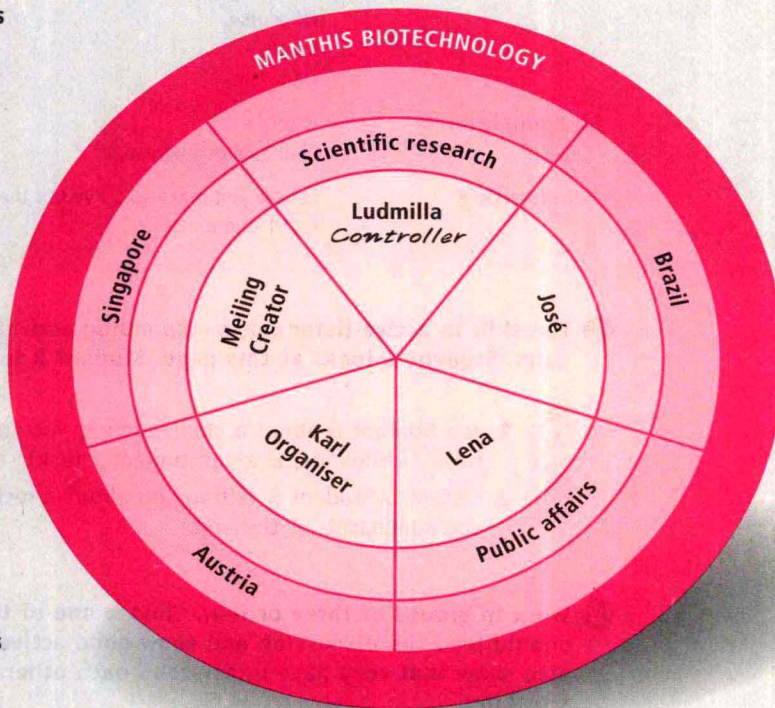 s
MANTHIS BIOTECHNOLOGY
Scientific research
Ludmilla
Controller
Singapore
Meiling
Creator
José
Brazil
Karl
Organiser
Lena
Austria
Public affairs